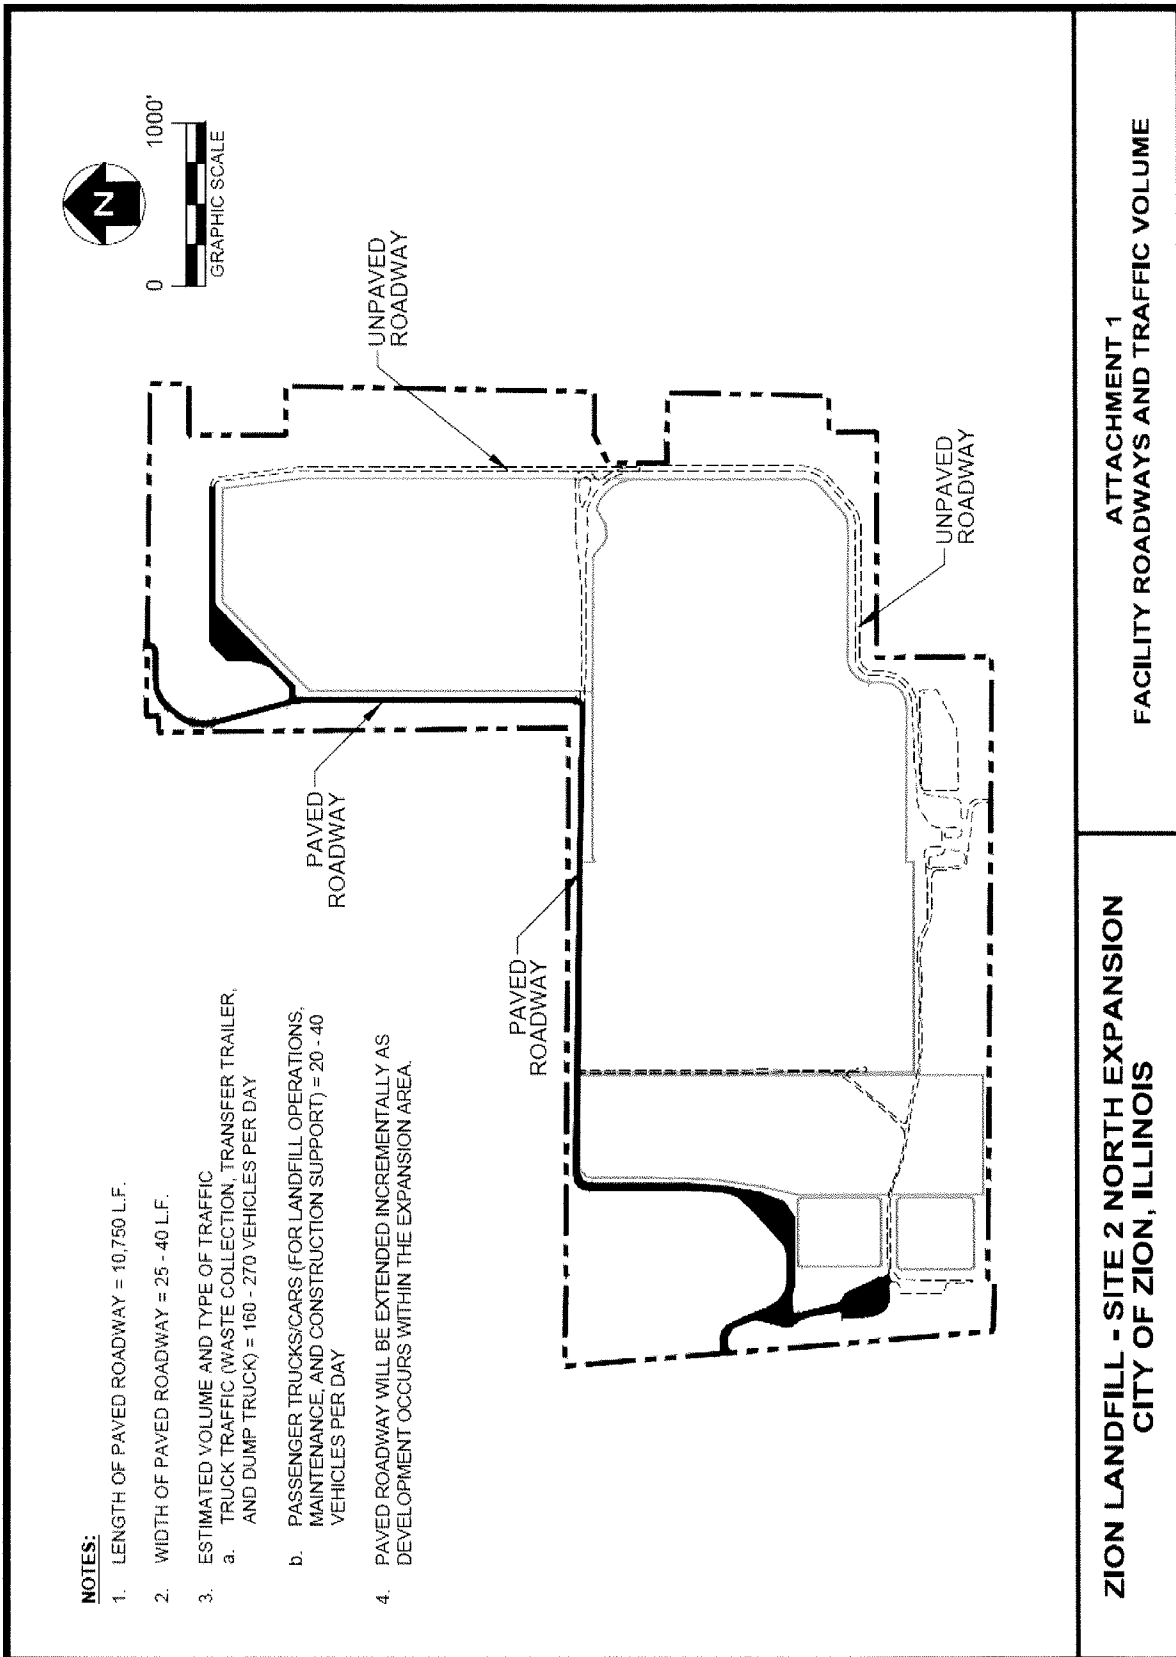 NOTES:
1. LENGTH OF PAVED ROADWAY = 10,750 L.F.
2. WIDTH OF PAVED ROADWAY = 25 - 40 L.F.
3. ESTIMATED VOLUME AND TYPE OF TRAFFIC
a. TRUCK TRAFFIC (WASTE COLLECTION, TRANSFER TRAILER,
AND DUMP TRUCK) = 160 - 270 VEHICLES PER DAY
b. PASSENGER TRUCKS/CARS (FOR LANDFILL OPERATIONS,
MAINTENANCE, AND CONSTRUCTION SUPPORT) = 20 - 40
VEHICLES PER DAY
4. PAVED ROADWAY WILL BE EXTENDED INCREMENTALLY AS
DEVELOPMENT OCCURS WITHIN THE EXPANSION AREA.
N
0 1000'
GRAPHIC SCALE
PAVED
ROADWAY
UNPAVED
ROADWAY
PAVED
ROADWAY
UNPAVED
ROADWAY
ZION LANDFILL - SITE 2 NORTH EXPANSION
CITY OF ZION, ILLINOIS
ATTACHMENT 1
FACILITY ROADWAYS AND TRAFFIC VOLUME